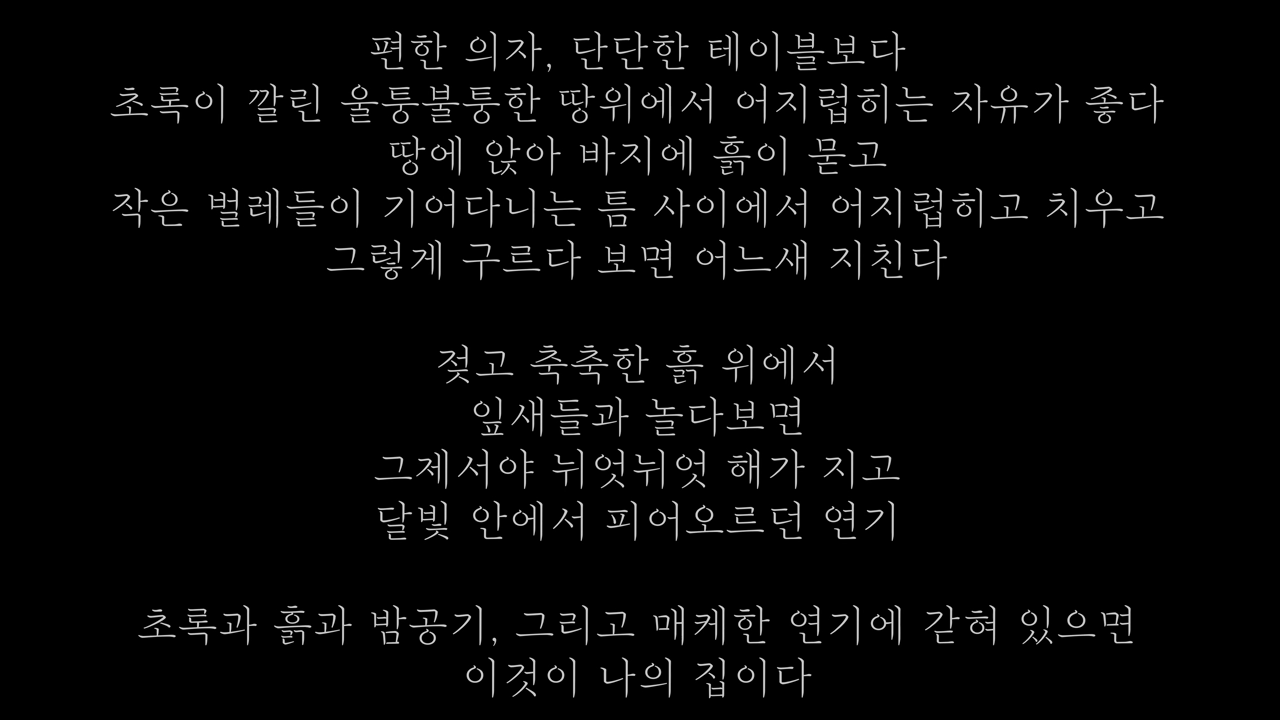 편한 의자, 단단한 테이블보다
초록이 깔린 울퉁불퉁한 땅위에서 어지럽히는 자유가 좋다
땅에 앉아 바지에 흙이 묻고
작은 벌레들이 기어다니는 틈 사이에서 어지럽히고 치우고
그렇게 구르다 보면 어느새 지친다
젖고 축축한 흙 위에서
잎새들과 놀다보면
그제서야 뉘엇뉘엇 해가 지고
달빛 안에서 피어오르던 연기
초록과 흙과 밤공기, 그리고 매케한 연기에 갇혀 있으면
이것이 나의 집이다